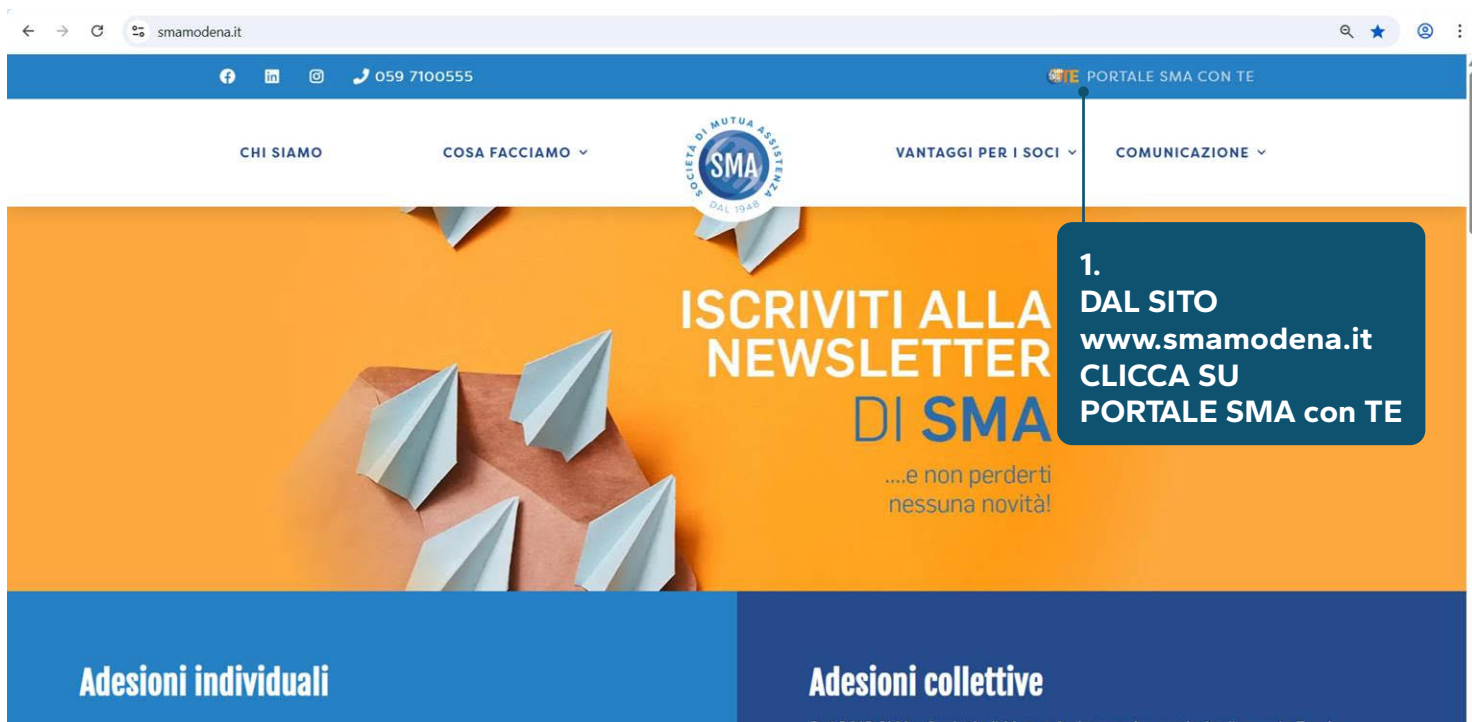 smamodena.it
059 7100555
PORTALE SMA CON TE
CHI SIAMO
COSA FACCIAMO
SOCIETÀ DI MUTUA ASSISTENZA
SMA
DAL 1948
VANTAGGI PER I SOCI
COMUNICAZIONE
ISCRIVITI ALLA
NEWSLETTER
DI SMA
....e non perderti
nessuna novità!
1.
DAL SITO
www.smamodena.it
CLICCA SU
PORTALE SMA con TE
Adesioni individuali
Adesioni collettive